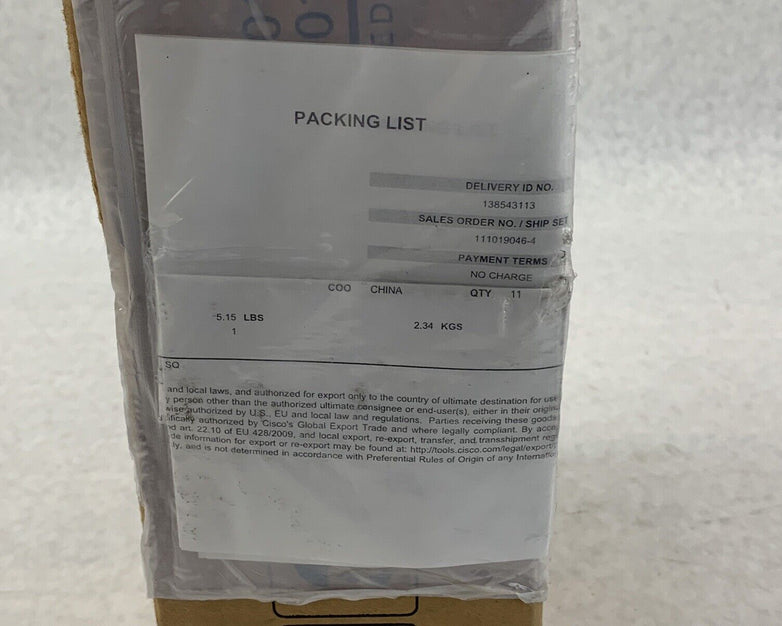 PACKING LIST
DELIVERY ID NO.
138543113
SALES ORDER NO. / SHIP SET
111019046-4
PAYMENT TERMS
NO CHARGE
COO CHINA QTY 11
5.15 LBS 2.34 KGS
1
SQ
and local laws, and authorized for export only to the country of ultimate destination for use
person other than the authorized ultimate consignee or end-user(s), either in their original
authorized by U.S., EU and local law and regulations. Parties receiving these goods
authorized by Cisco's Global Export Trade and where legally compliant. By
art. 22.10 of EU 428/2009, and local export, re-export, transfer, and transshipment
information for export or re-export may be found at: http://tools.cisco.com/legal/export/
and is not determined in accordance with Preferential Rules of Origin of any